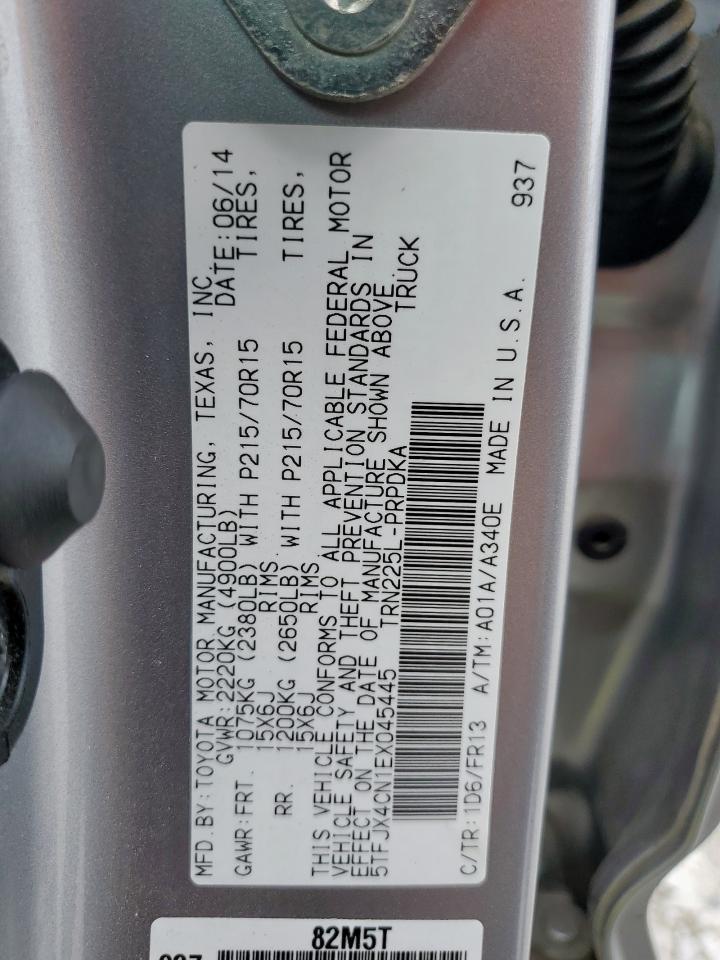 MFD.BY:TOYOTA MOTOR MANUFACTURING, TEXAS, INC.
GVWR:2220KG (4900LB) DATE:06/14
GAWR:FRT. 1075KG (2380LB) WITH P215/70R15 TIRES,
15X6J RIMS
RR. 1200KG (2650LB) WITH P215/70R15 TIRES,
15X6J RIMS
THIS VEHICLE CONFORMS TO ALL APPLICABLE FEDERAL MOTOR
VEHICLE SAFETY AND THEFT PREVENTION STANDARDS IN
EFFECT ON THE DATE OF MANUFACTURE SHOWN ABOVE.
5TFJX4CN1EX045445 TRN225L-PRPDKA TRUCK
C/TR:1D6/FR13 A/TM:A01A/A340E MADE IN U.S.A. 937
82M5T